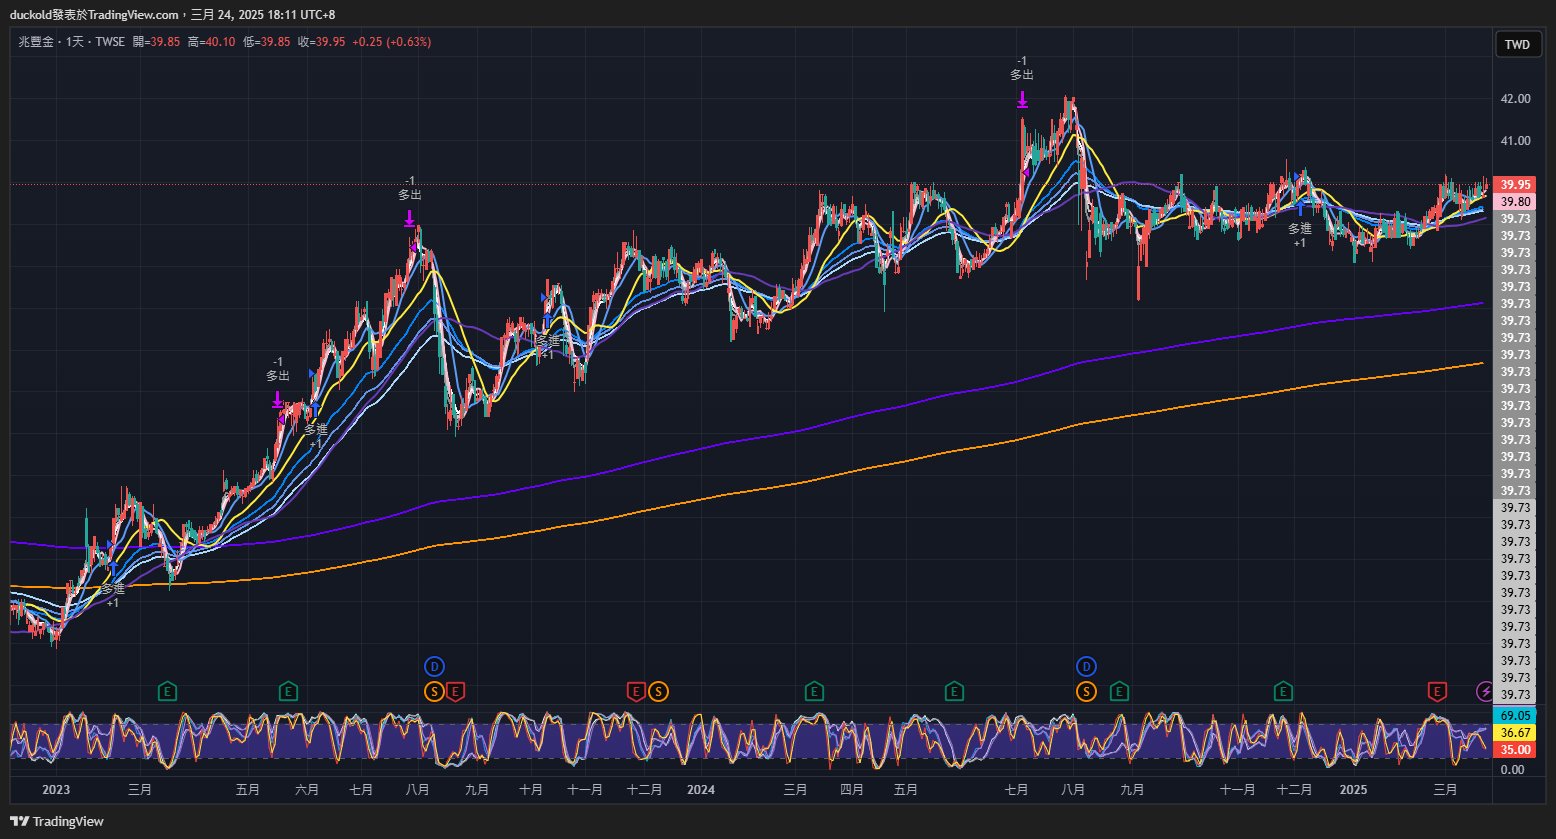 duckold發表於TradingView.com，三月 24, 2025 18:11 UTC+8
兆豐金 · 1天 · TWSE 開=39.85 高=40.10 低=39.85 收=39.95 +0.25 (+0.63%)
TWD
-1
多出
42.00
41.00
-1
多出
39.95
39.80
39.73
39.73
多進
+1
39.73
39.73
39.73
39.73
39.73
39.73
多進
+1
39.73
-1
多出
39.73
39.73
39.73
39.73
多進
+1
39.73
39.73
39.73
39.73
39.73
39.73
39.73
39.73
39.73
多進
+1
39.73
39.73
39.73
39.73
39.73
D
D
E
E
S
E
E
S
E
E
S
E
E
E
39.73
39.73
69.05
36.67
35.00
0.00
2023 三月 五月 六月 七月 八月 九月 十月 十一月 十二月 2024 三月 四月 五月 七月 八月 九月 十一月 十二月 2025 三月
TradingView